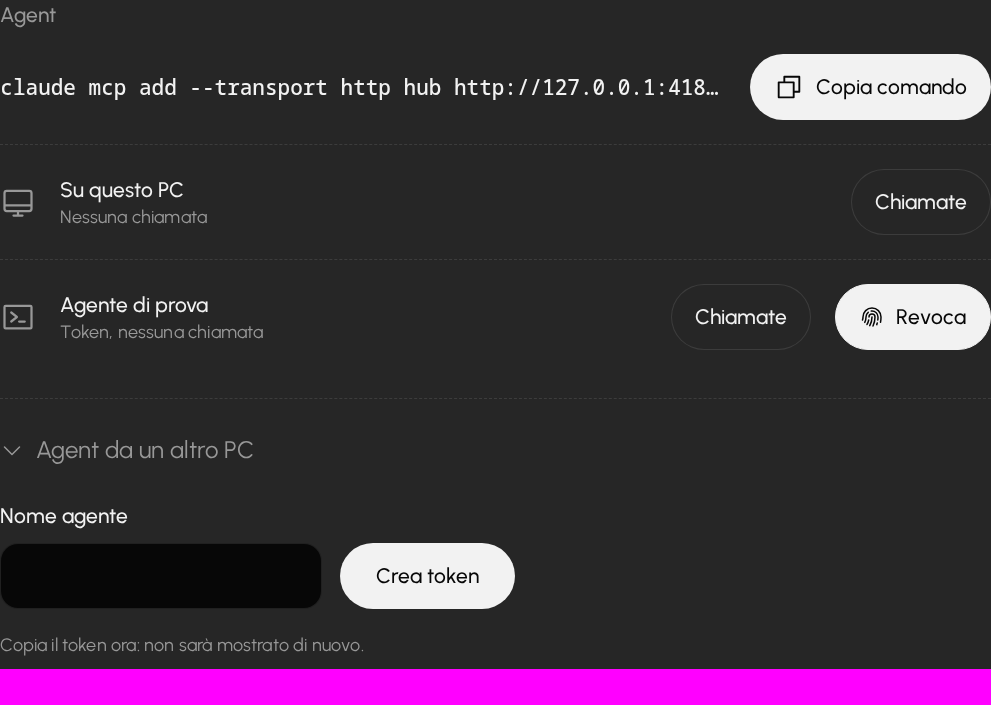 Agent
claude mcp add --transport http hub http://127.0.0.1:418…
Copia comando
Su questo PC
Nessuna chiamata
Chiamate
Agente di prova
Token, nessuna chiamata
Chiamate
Revoca
Agent da un altro PC
Nome agente
Crea token
Copia il token ora: non sarà mostrato di nuovo.